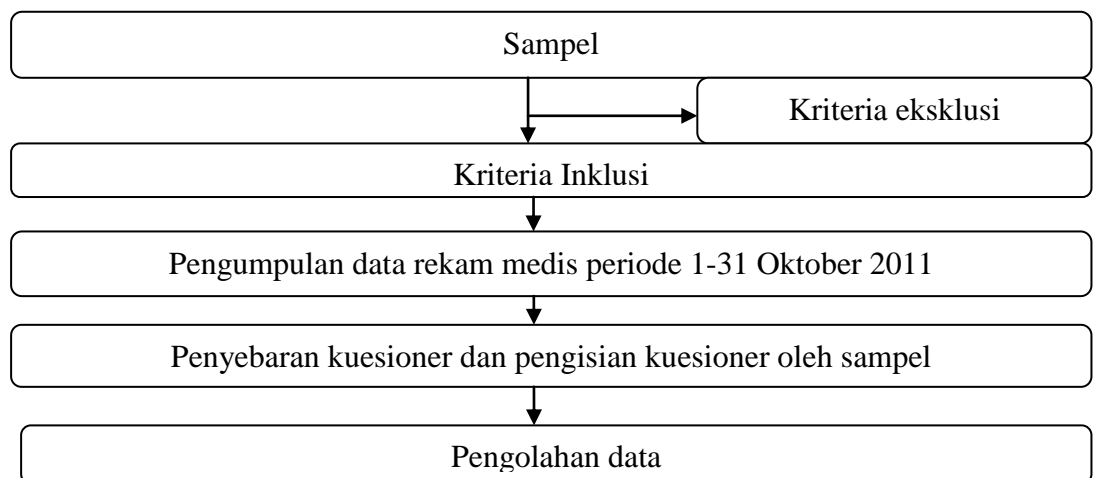 Sampel
Kriteria eksklusi
Kriteria Inklusi
Pengumpulan data rekam medis periode 1-31 Oktober 2011
Penyebaran kuesioner dan pengisian kuesioner oleh sampel
Pengolahan data